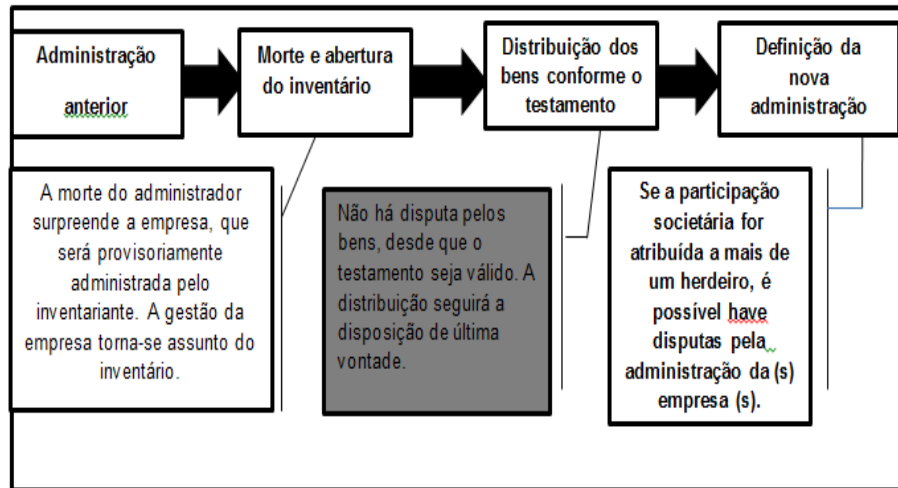 Administração
anterior
Morte e abertura
do inventário
Distribuição dos
bens conforme o
testamento
Definição da
nova
administração
A morte do administrador
surpreende a empresa, que
será provisoriamente
administrada pelo
inventariante. A gestão da
empresa torna-se assunto do
inventário.
Não há disputa pelos
bens, desde que o
testamento seja válido. A
distribuição seguirá a
disposição de última
vontade.
Se a participação
societária for
atribuída a mais de
um herdeiro, é
possível have
disputas pela
administração da (s)
empresa (s).